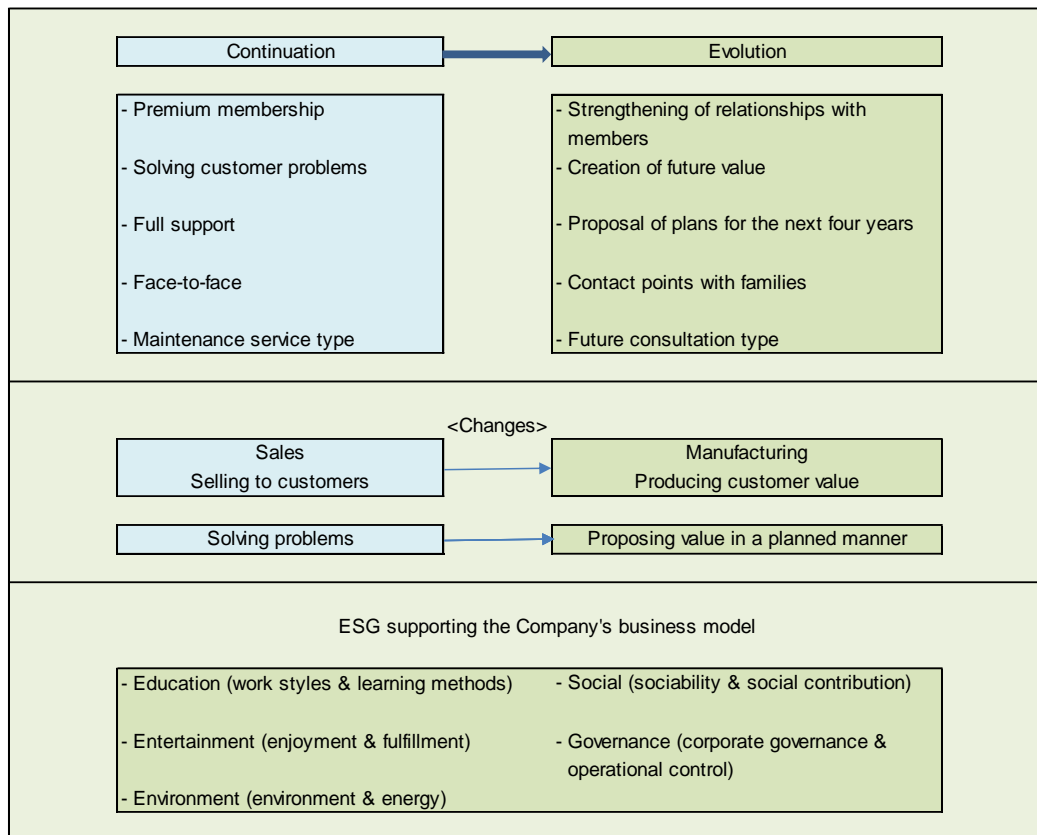 Continuation
Evolution
- Premium membership
- Solving customer problems
- Full support
- Face-to-face
- Maintenance service type
- Strengthening of relationships with
members
- Creation of future value
- Proposal of plans for the next four years
- Contact points with families
- Future consultation type
<Changes>
Sales
Selling to customers
Manufacturing
Producing customer value
Solving problems
Proposing value in a planned manner
ESG supporting the Company's business model
- Education (work styles & learning methods)
- Entertainment (enjoyment & fulfillment)
- Environment (environment & energy)
- Social (sociability & social contribution)
- Governance (corporate governance &
operational control)